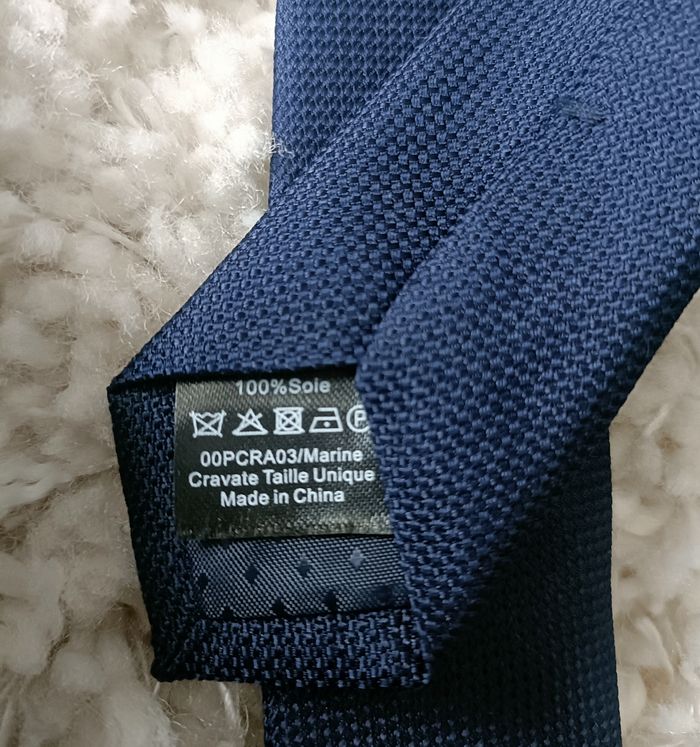 100%Soie
P
00PCRA03/Marine
Cravate Taille Unique
Made in China